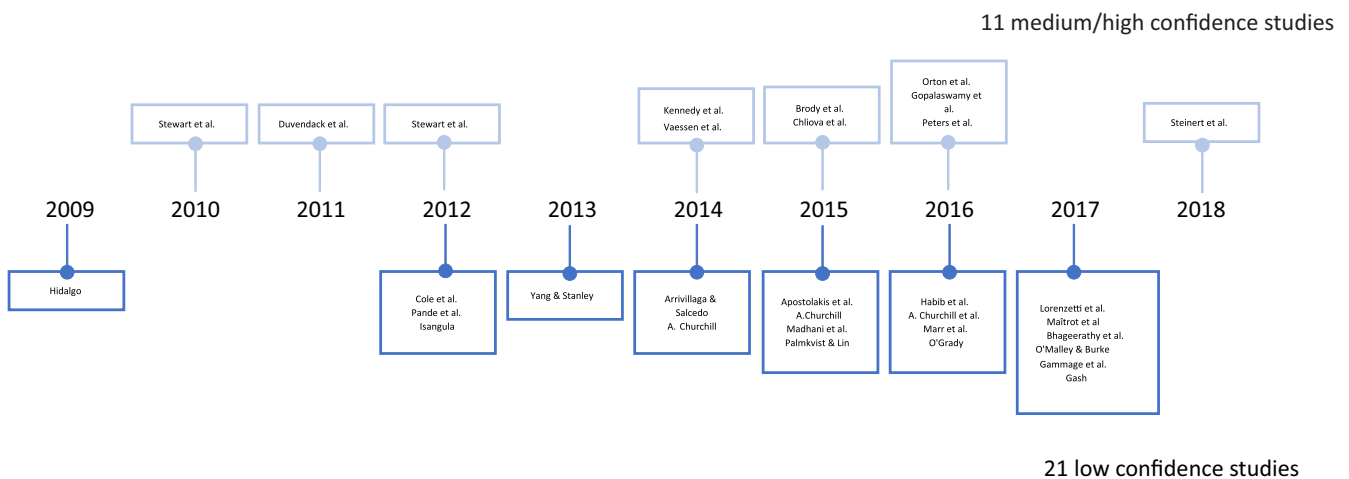 11 medium/high confidence studies
Stewart et al.
Duvendack et al.
Stewart et al.
Kennedy et al.
Vaessen et al.
Brody et al.
Chliova et al.
Orton et al.
Gopalaswamy et
al.
Peters et al.
Steinert et al.
2009
2010
2011
2012
2013
2014
2015
2016
2017
2018
Hidalgo
Cole et al.
Pande et al.
Isangula
Yang & Stanley
Arrivillaga &
Salcedo
A. Churchill
Apostolakis et al.
A.Churchill
Madhani et al.
Palmkvist & Lin
Habib et al.
A. Churchill et al.
Marr et al.
O'Grady
Lorenzetti et al.
Maîtrot et al
Bhageerathy et al.
O'Malley & Burke
Gammage et al.
Gash
21 low confidence studies